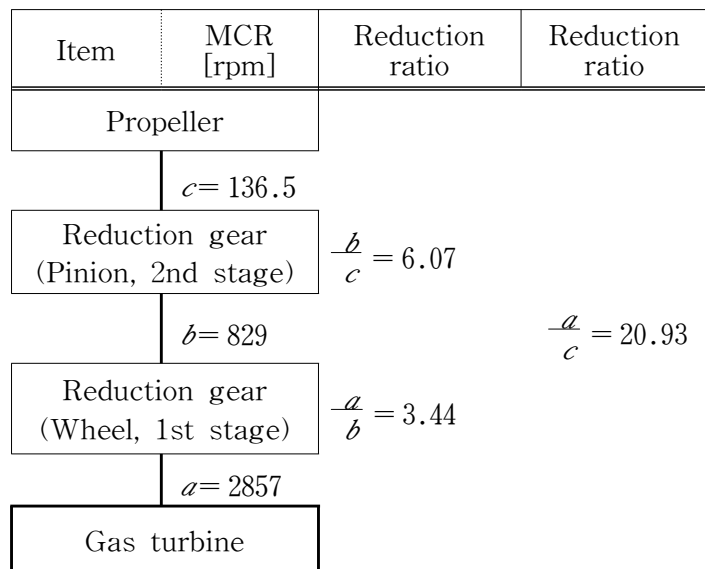 Item
MCR
[rpm]
Reduction
ratio
Reduction
ratio
Propeller
c= 136.5
Reduction gear
(Pinion, 2nd stage)
b/c = 6.07
b= 829
a/c = 20.93
Reduction gear
(Wheel, 1st stage)
a/b = 3.44
a= 2857
Gas turbine